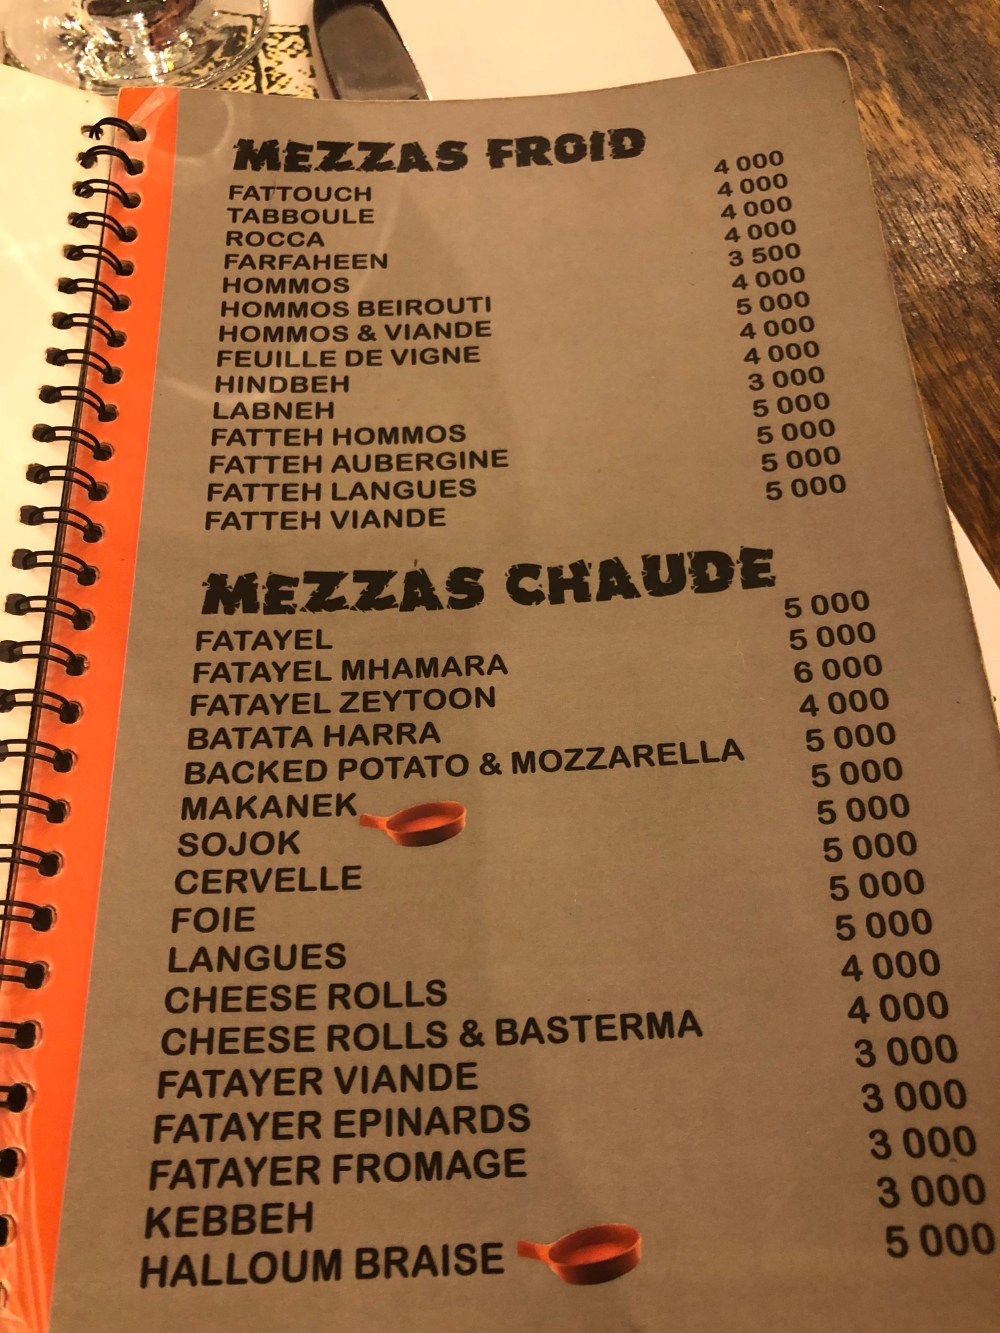 MEZZAS FROID
FATTOUCH 4 000
TABBOULE 4 000
ROCCA 4 000
FARFAHEEN 4 000
HOMMOS 3 500
HOMMOS BEIROUTI 4 000
HOMMOS & VIANDE 5 000
FEUILLE DE VIGNE 4 000
HINDBEH 4 000
LABNEH 3 000
FATTEH HOMMOS 5 000
FATTEH AUBERGINE 5 000
FATTEH LANGUES 5 000
FATTEH VIANDE 5 000
MEZZAS CHAUDE
FATAYEL 5 000
FATAYEL MHAMARA 5 000
FATAYEL ZEYTOON 6 000
BATATA HARRA 4 000
BACKED POTATO & MOZZARELLA 5 000
MAKANEK 5 000
SOJOK 5 000
CERVELLE 5 000
FOIE 5 000
LANGUES 5 000
CHEESE ROLLS 4 000
CHEESE ROLLS & BASTERMA 4 000
FATAYER VIANDE 3 000
FATAYER EPINARDS 3 000
FATAYER FROMAGE 3 000
KEBBEH 3 000
HALLOUM BRAISE 5 000